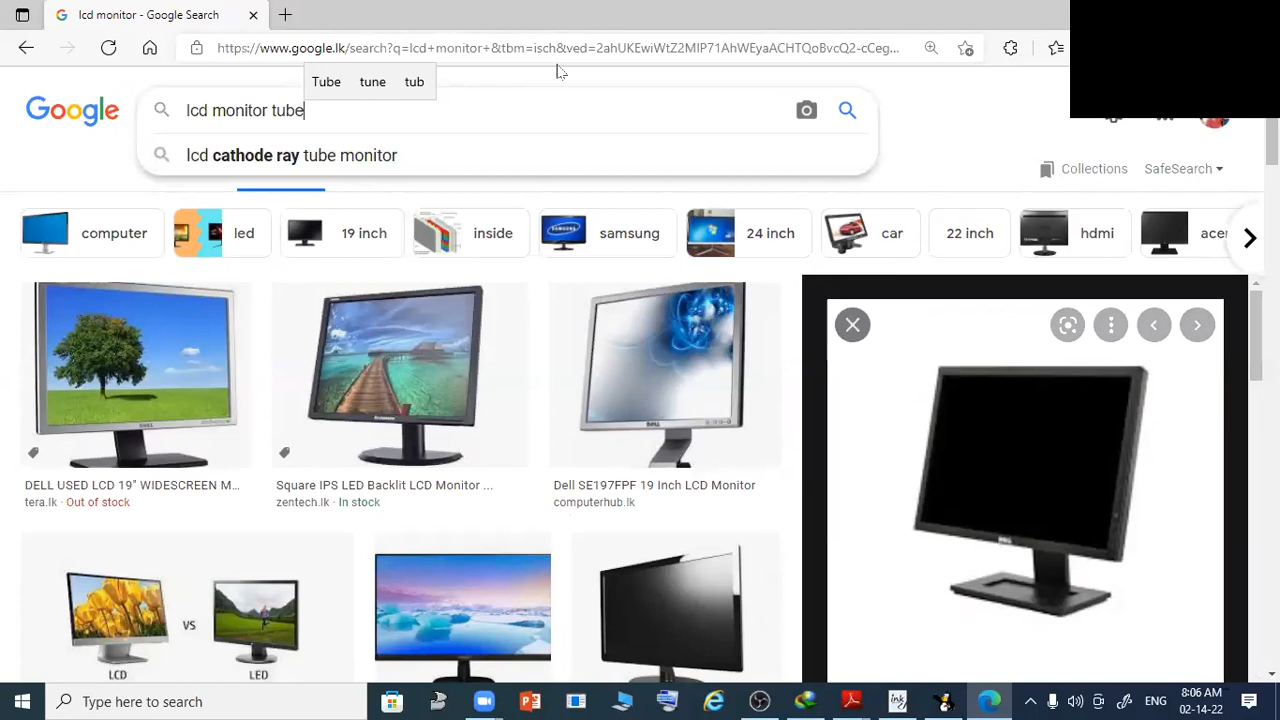 lcd monitor - Google Search
https://www.google.lk/search?q=lcd+monitor+&tbm=isch&ved=2ahUKEwiWtZ2MlP71AhWEyaACHTQoBvcQ2-cCeg...
Tube tune tub
Google
lcd monitor tube
lcd cathode ray tube monitor
Collections SafeSearch
computer led 19 inch inside samsung 24 inch car 22 inch hdmi acer
DELL USED LCD 19" WIDESCREEN M...
tera.lk · Out of stock
Square IPS LED Backlit LCD Monitor ...
zentech.lk · In stock
Dell SE197FPF 19 Inch LCD Monitor
computerhub.lk
VS
LCD LED
Type here to search
ENG
8:06 AM
02-14-22